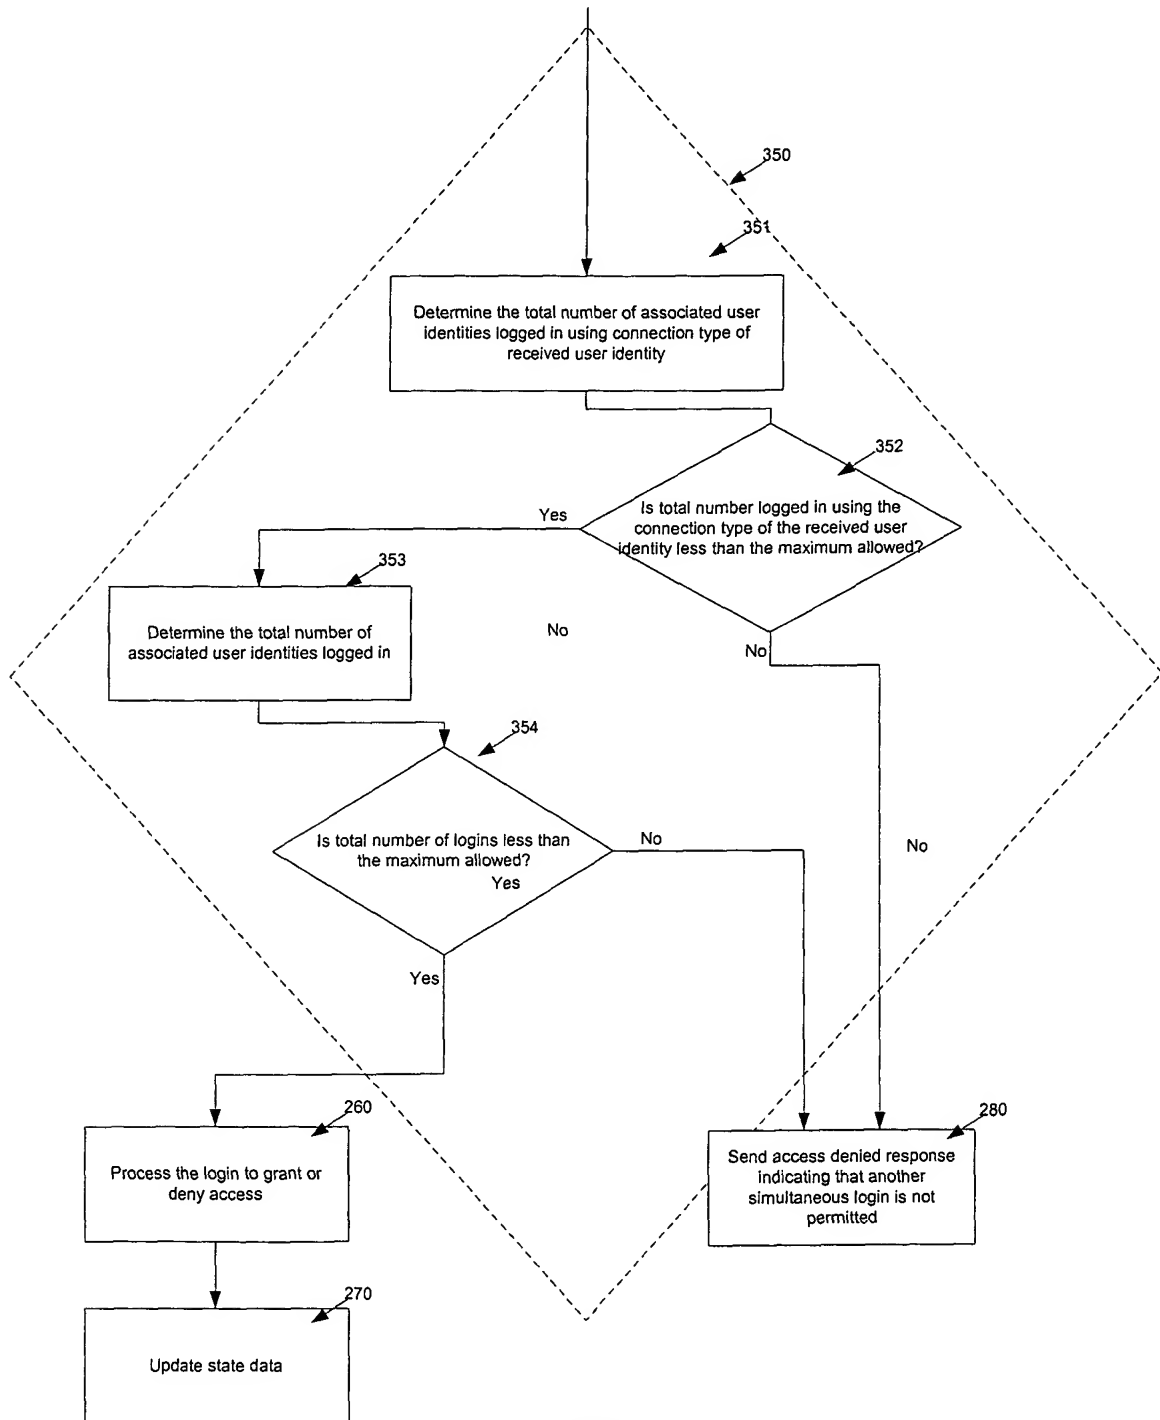 350
351
Determine the total number of associated user
identities logged in using connection type of
received user identity
352
Is total number logged in using the
connection type of the received user
identity less than the maximum allowed?
Yes
353
Determine the total number of
associated user identities logged in
No
No
354
Is total number of logins less than
the maximum allowed?
Yes
No
No
Yes
260
Process the login to grant or
deny access
280
Send access denied response
indicating that another
simultaneous login is not
permitted
270
Update state data